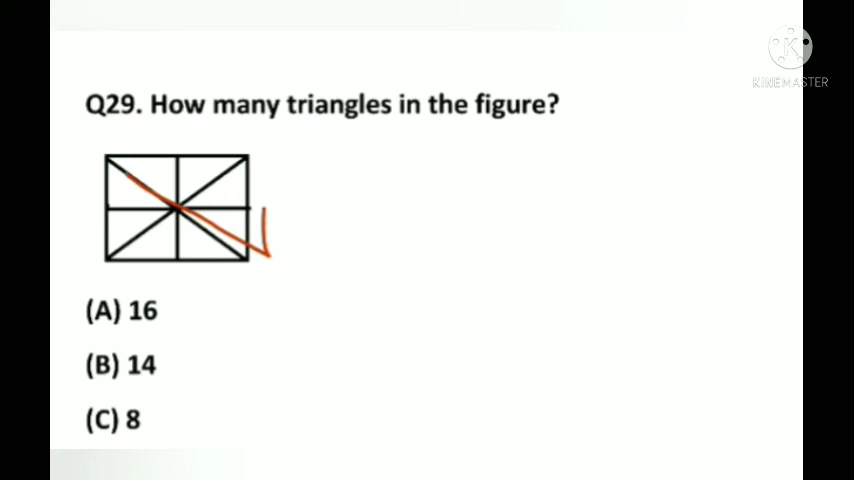 KINEMASTER
Q29. How many triangles in the figure?
(A) 16
(B) 14
(C) 8